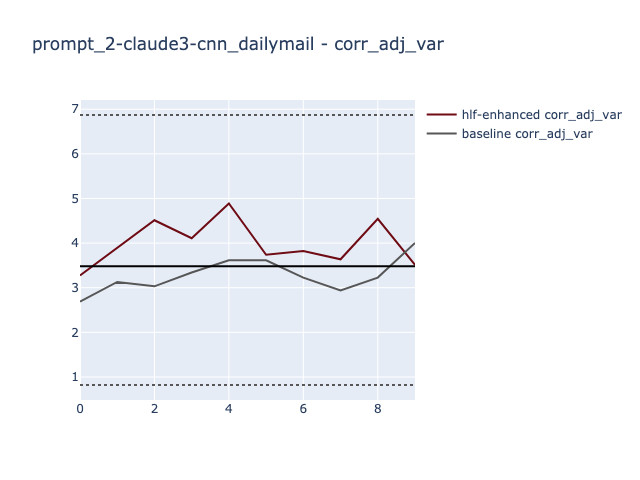 prompt_2-claude3-cnn_dailymail - corr_adj_var
hlf-enhanced corr_adj_var
baseline corr_adj_var
7
6
5
4
3
2
1
0 2 4 6 8